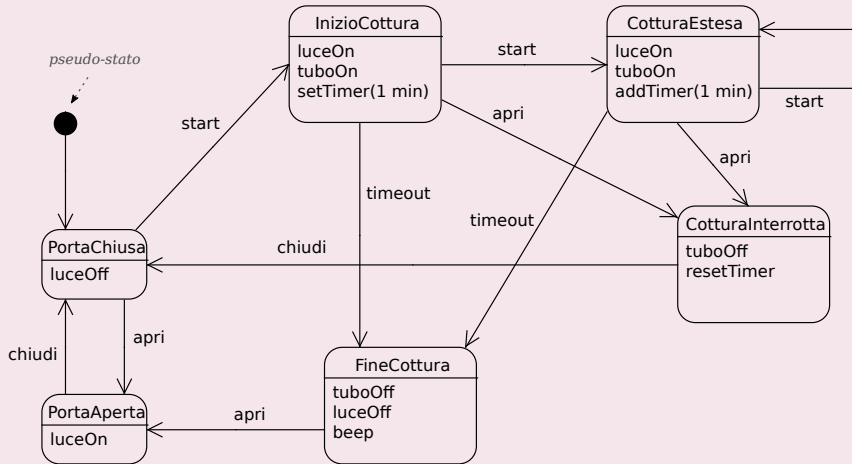 pseudo-stato
InizioCottura
luceOn
tuboOn
setTimer(1 min)
CotturaEstesa
luceOn
tuboOn
addTimer(1 min)
start
start
start
apri
apri
timeout
timeout
CotturaInterrotta
tuboOff
resetTimer
chiudi
PortaChiusa
luceOff
chiudi
apri
PortaAperta
luceOn
apri
FineCottura
tuboOff
luceOff
beep